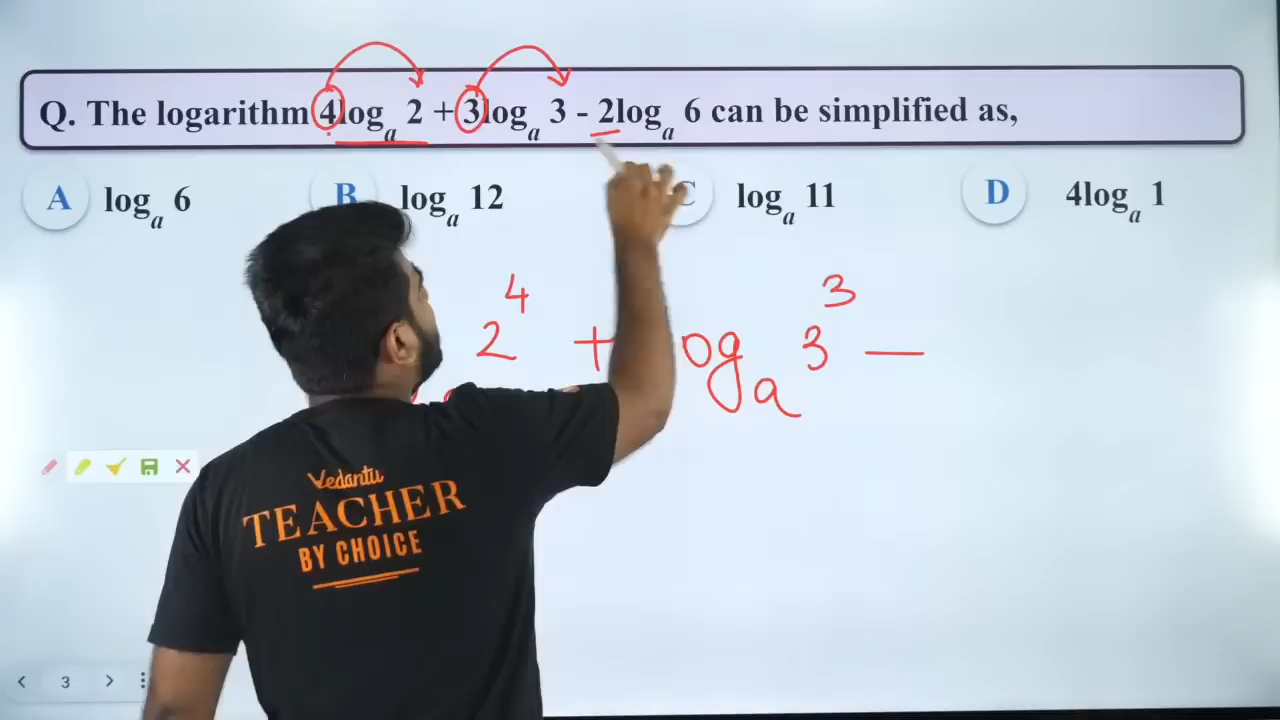 Q. The logarithm 4log_a 2 + 3log_a 3 - 2log_a 6 can be simplified as,
A log_a 6 B log_a 12 C log_a 11 D 4log_a 1
2^4 + og_a 3^3 —
Vedantu
TEACHER
BY CHOICE
3